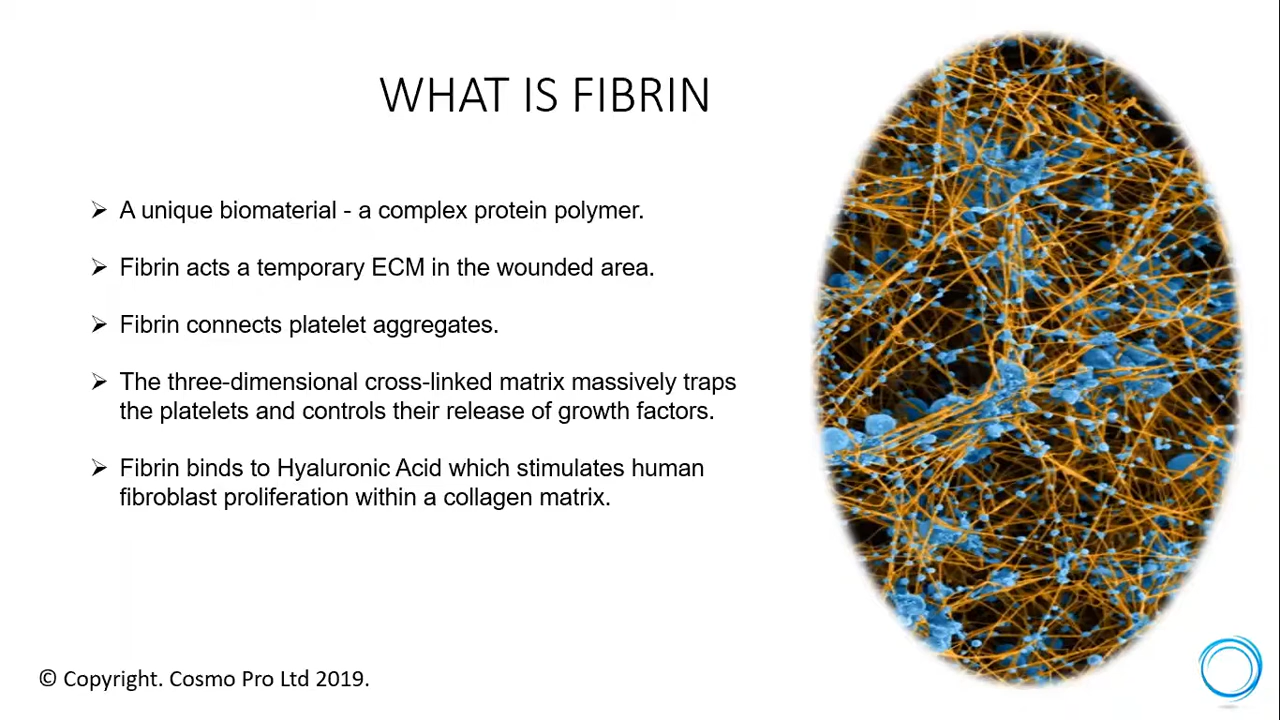 WHAT IS FIBRIN
➢ A unique biomaterial - a complex protein polymer.
➢ Fibrin acts a temporary ECM in the wounded area.
➢ Fibrin connects platelet aggregates.
➢ The three-dimensional cross-linked matrix massively traps
the platelets and controls their release of growth factors.
➢ Fibrin binds to Hyaluronic Acid which stimulates human
fibroblast proliferation within a collagen matrix.
© Copyright. Cosmo Pro Ltd 2019.